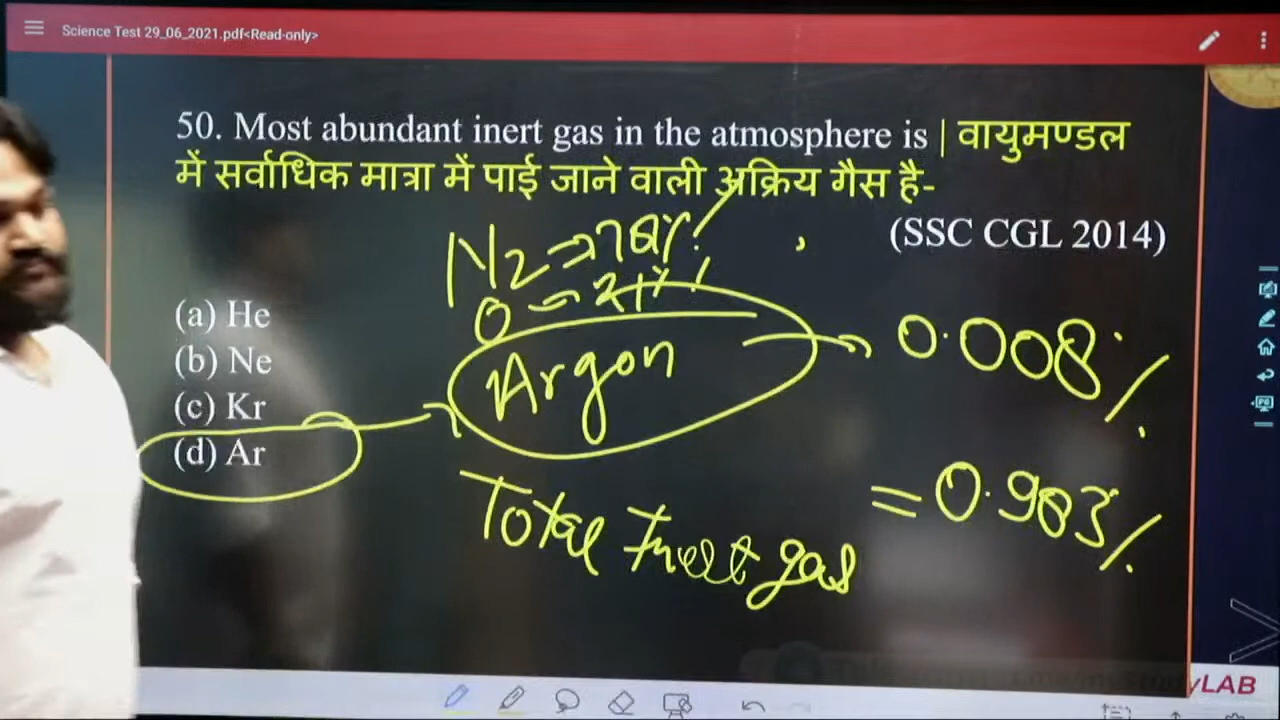 Science Test 29_06_2021.pdf<Read-only>
50. Most abundant inert gas in the atmosphere is | वायुमण्डल
में सर्वाधिक मात्रा में पाई जाने वाली अक्रिय गैस है-
(SSC CGL 2014)
N2 ⇒ 78%
O ⇒ 21%
(a) He
(b) Ne
(c) Kr
(d) Ar
Argon → 0.008%
Total Inert gas = 0.983%
LAB